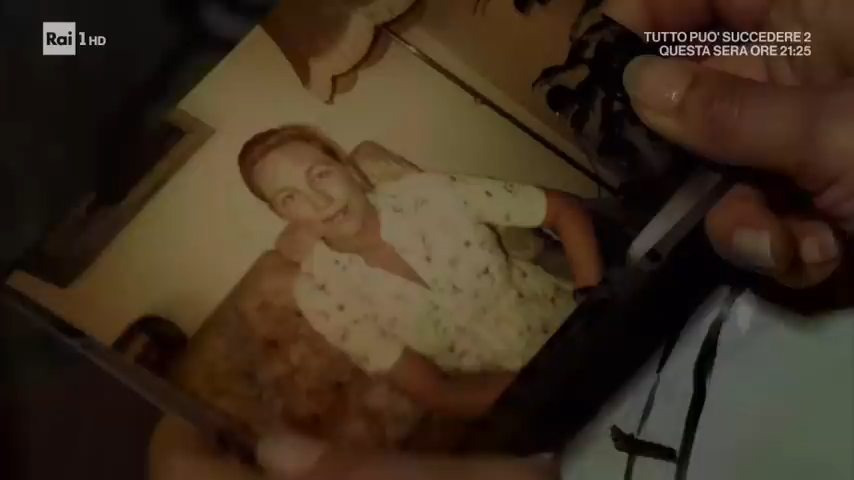 Rai 1 HD
TUTTO PUO' SUCCEDERE 2
QUESTA SERA ORE 21:25